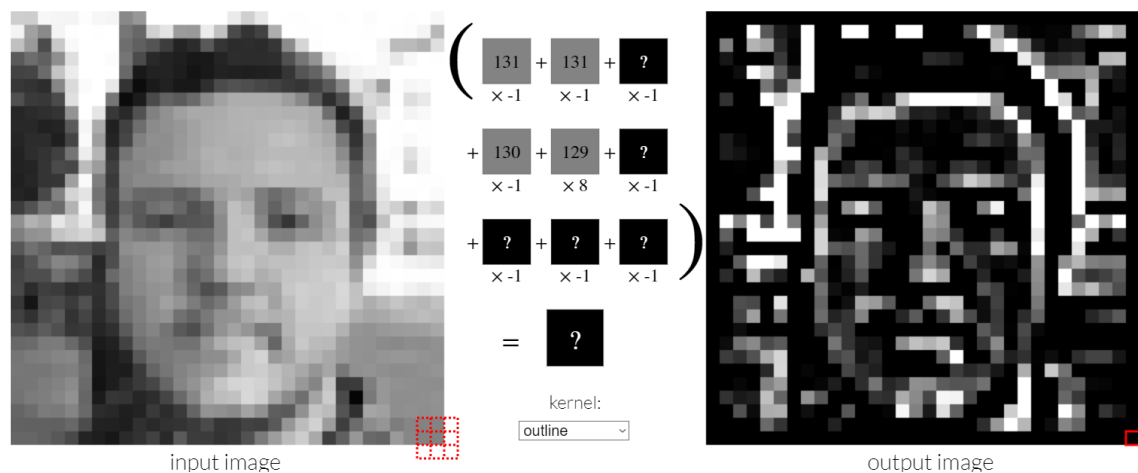 ( 131 + 131 + ?
× -1 × -1 × -1
+ 130 + 129 + ?
× -1 × 8 × -1
+ ? + ? + ? )
× -1 × -1 × -1
= ?
kernel:
outline
input image
output image